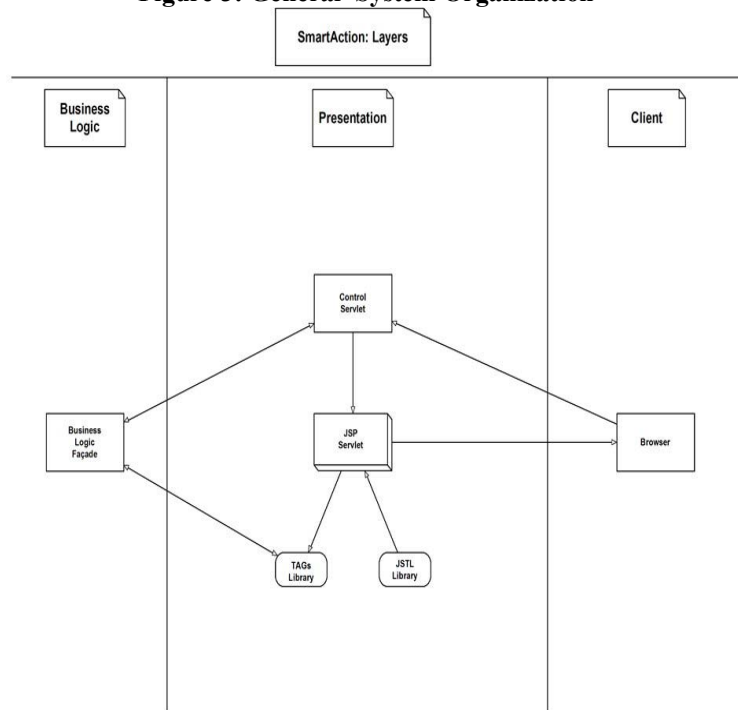 Figure 3: General System Organization
SmartAction: Layers
Business
Logic
Presentation
Client
Control
Servlet
Business
Logic
Façade
JSP
Servlet
Browser
TAGs
Library
JSTL
Library